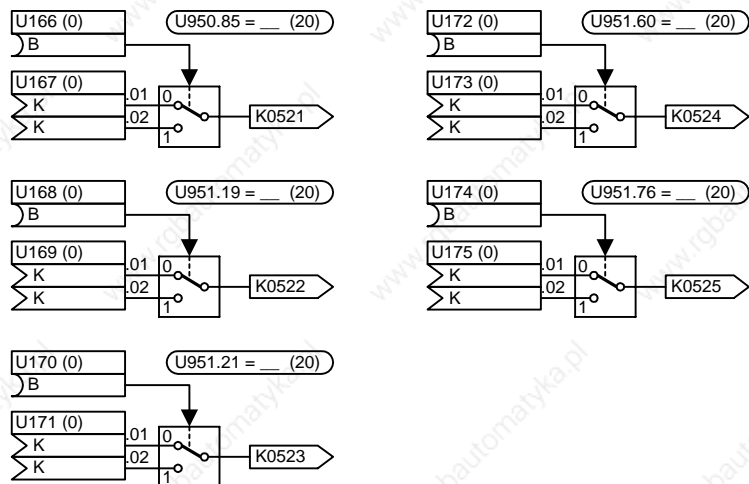 U166 (0)
U950.85 = __ (20)
B
U167 (0)
K .01 0
K .02 1
K0521
U172 (0)
U951.60 = __ (20)
B
U173 (0)
K .01 0
K .02 1
K0524
U168 (0)
U951.19 = __ (20)
B
U169 (0)
K .01 0
K .02 1
K0522
U174 (0)
U951.76 = __ (20)
B
U175 (0)
K .01 0
K .02 1
K0525
U170 (0)
U951.21 = __ (20)
B
U171 (0)
K .01 0
K .02 1
K0523